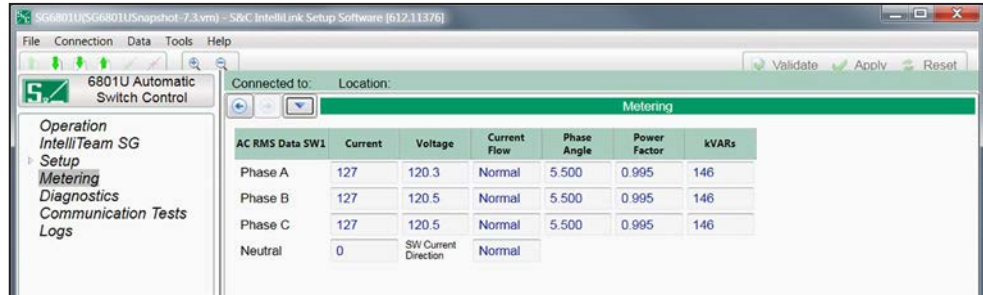 SG6801U(SG6801USnapshot-7.3.vm) - S&C IntelliLink Setup Software [612.11376]
File Connection Data Tools Help
Validate Apply Reset
6801U Automatic
Switch Control
Connected to: Location:
Metering
Operation
IntelliTeam SG
Setup
Metering
Diagnostics
Communication Tests
Logs
AC RMS Data SW1 Current Voltage Current Flow Phase Angle Power Factor kVARs
Phase A 127 120.3 Normal 5.500 0.995 146
Phase B 127 120.5 Normal 5.500 0.995 146
Phase C 127 120.5 Normal 5.500 0.995 146
Neutral 0 SW Current Direction Normal